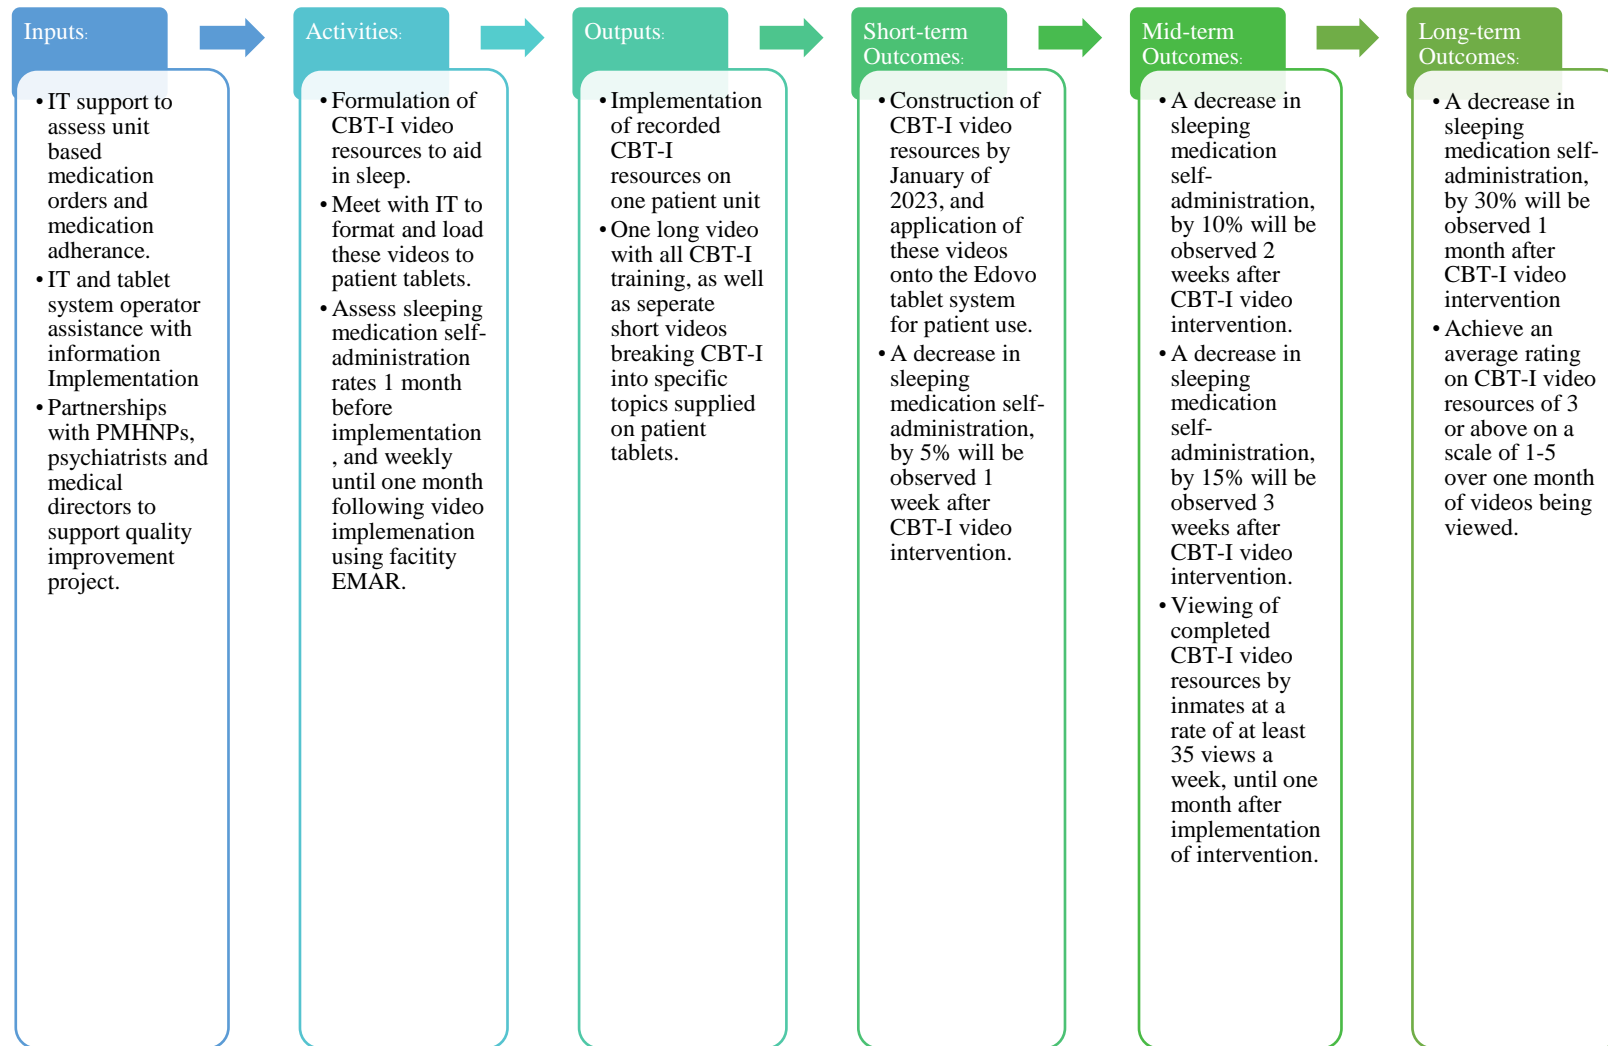 Inputs:
• IT support to
assess unit
based
medication
orders and
medication
adherance.
• IT and tablet
system operator
assistance with
information
Implementation
• Partnerships
with PMHNPs,
psychiatrists and
medical
directors to
support quality
improvement
project.
Activities:
• Formulation of
CBT-I video
resources to aid
in sleep.
• Meet with IT to
format and load
these videos to
patient tablets.
• Assess sleeping
medication self-
administration
rates 1 month
before
implementation
, and weekly
until one month
following video
implemenation
using facitity
EMAR.
Outputs:
• Implementation
of recorded
CBT-I
resources on
one patient unit
• One long video
with all CBT-I
training, as well
as seperate
short videos
breaking CBT-I
into specific
topics supplied
on patient
tablets.
Short-term
Outcomes:
• Construction of
CBT-I video
resources by
January of
2023, and
application of
these videos
onto the Edovo
tablet system
for patient use.
• A decrease in
sleeping
medication self-
administration,
by 5% will be
observed 1
week after
CBT-I video
intervention.
Mid-term
Outcomes:
• A decrease in
sleeping
medication
self-
administration,
by 10% will be
observed 2
weeks after
CBT-I video
intervention.
• A decrease in
sleeping
medication
self-
administration,
by 15% will be
observed 3
weeks after
CBT-I video
intervention.
• Viewing of
completed
CBT-I video
resources by
inmates at a
rate of at least
35 views a
week, until one
month after
implementation
of intervention.
Long-term
Outcomes:
• A decrease in
sleeping
medication self-
administration,
by 30% will be
observed 1
month after
CBT-I video
intervention
• Achieve an
average rating
on CBT-I video
resources of 3
or above on a
scale of 1-5
over one month
of videos being
viewed.